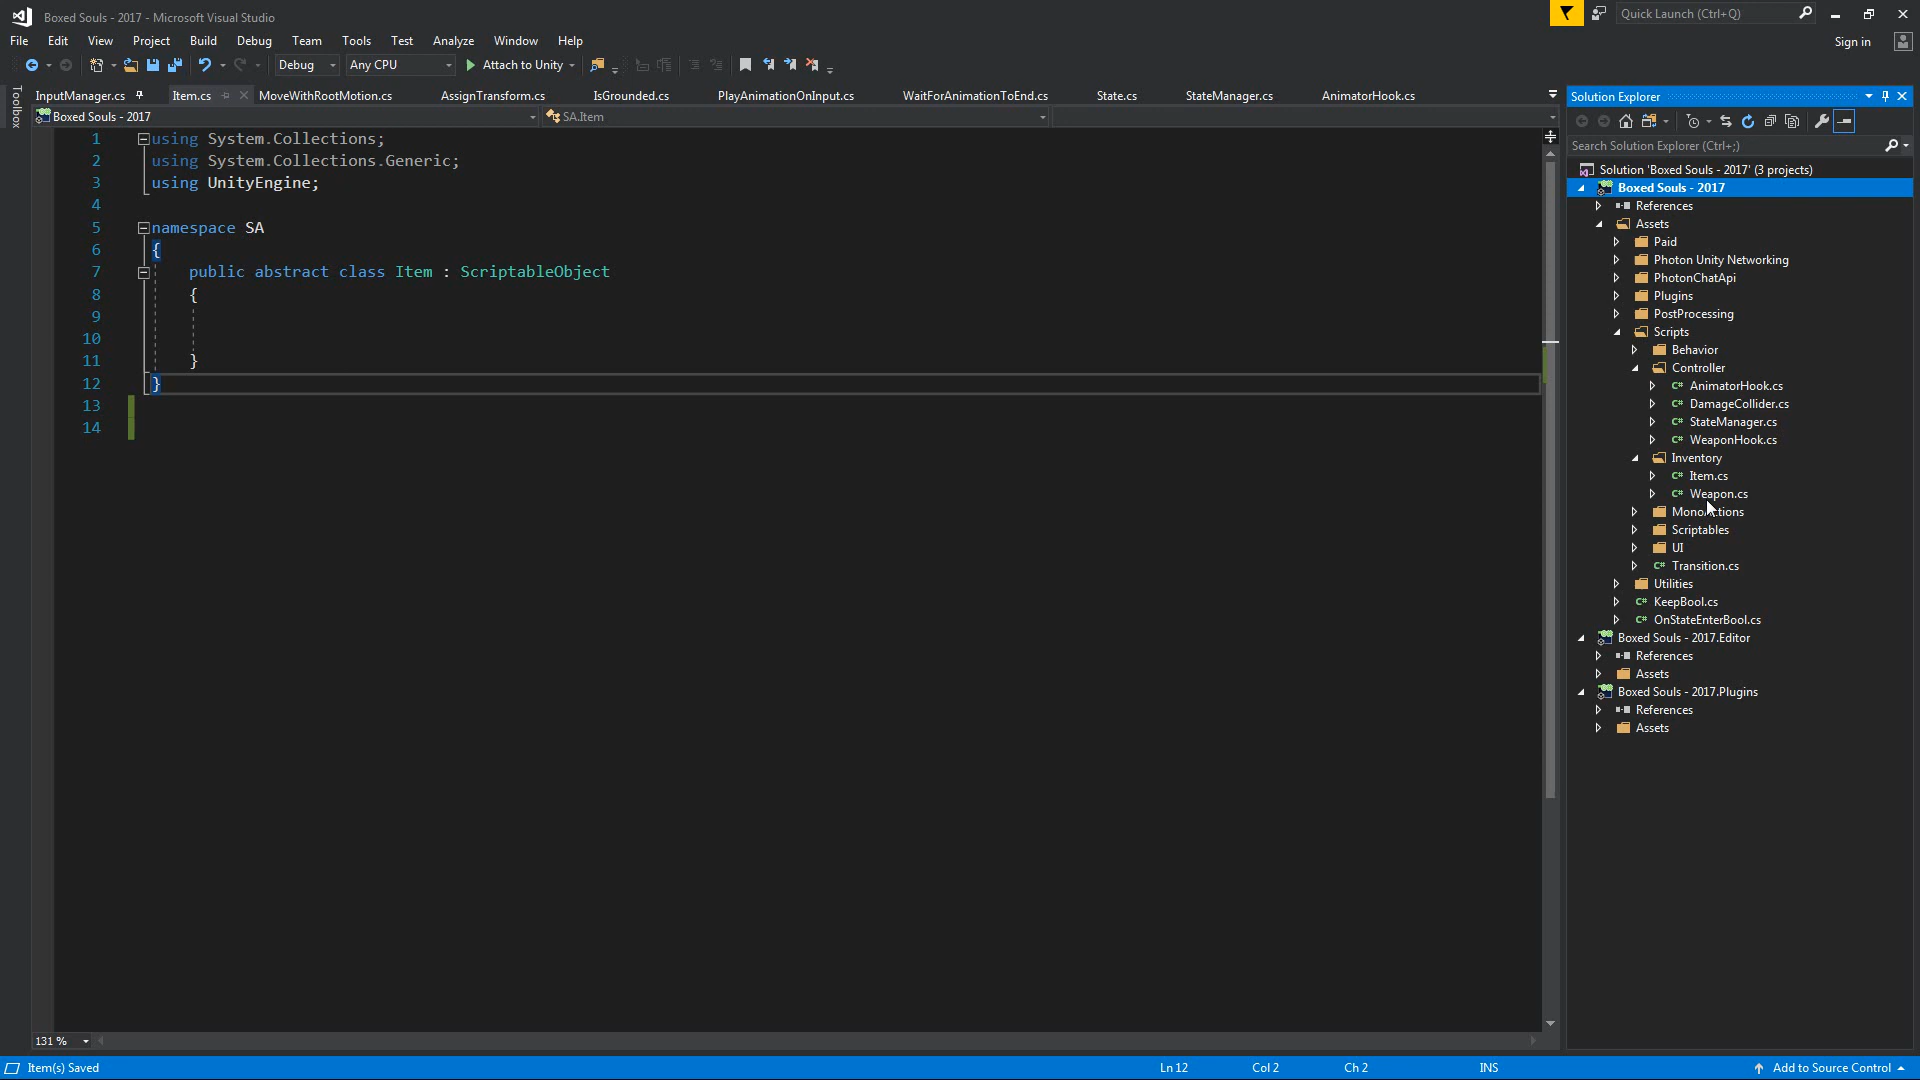 Boxed Souls - 2017 - Microsoft Visual Studio
Quick Launch (Ctrl+Q)
File Edit View Project Build Debug Team Tools Test Analyze Window Help
Sign in
Debug Any CPU Attach to Unity
Toolbox
InputManager.cs Item.cs MoveWithRootMotion.cs AssignTransform.cs IsGrounded.cs PlayAnimationOnInput.cs WaitForAnimationToEnd.cs State.cs StateManager.cs AnimatorHook.cs
Boxed Souls - 2017 SA.Item
1 using System.Collections;
2 using System.Collections.Generic;
3 using UnityEngine;
4
5 namespace SA
6 {
7 public abstract class Item : ScriptableObject
8 {
9
10
11 }
12 }
13
14
131 %
Solution Explorer
Search Solution Explorer (Ctrl+;)
Solution 'Boxed Souls - 2017' (3 projects)
Boxed Souls - 2017
References
Assets
Paid
Photon Unity Networking
PhotonChatApi
Plugins
PostProcessing
Scripts
Behavior
Controller
C# AnimatorHook.cs
C# DamageCollider.cs
C# StateManager.cs
C# WeaponHook.cs
Inventory
C# Item.cs
C# Weapon.cs
Scriptables
UI
C# Transition.cs
Utilities
C# KeepBool.cs
C# OnStateEnterBool.cs
Boxed Souls - 2017.Editor
References
Assets
Boxed Souls - 2017.Plugins
References
Assets
Item(s) Saved Ln 12 Col 2 Ch 2 INS Add to Source Control